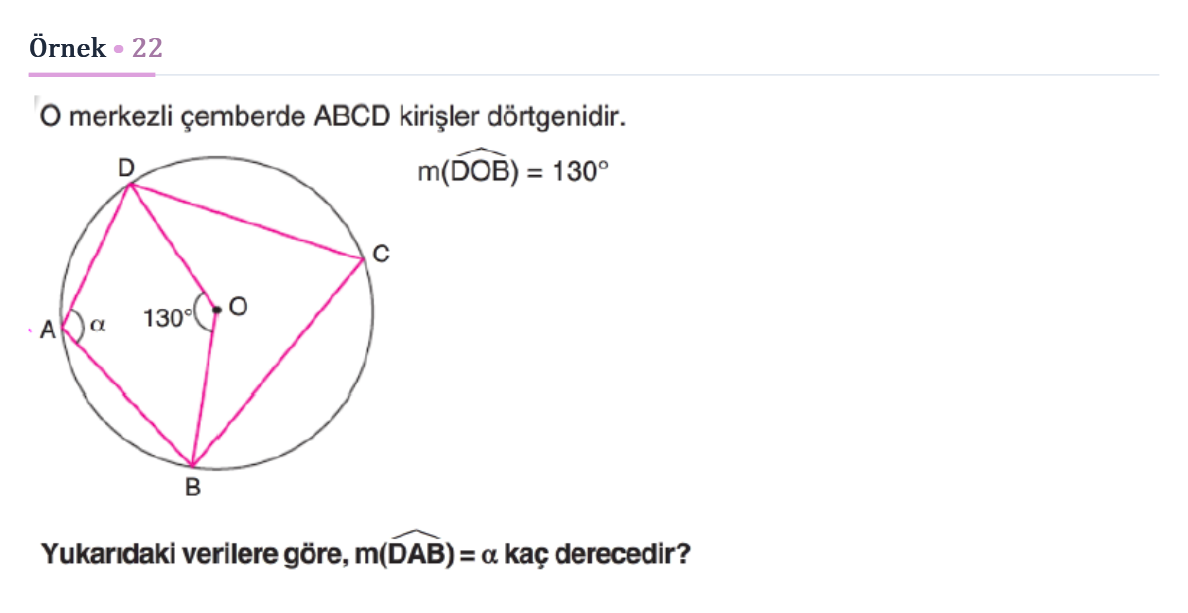 Örnek • 22
O merkezli çemberde ABCD kirişler dörtgenidir.
m(DOB) = 130°
D
C
130°
O
A
α
B
Yukarıdaki verilere göre, m(DAB) = α kaç derecedir?